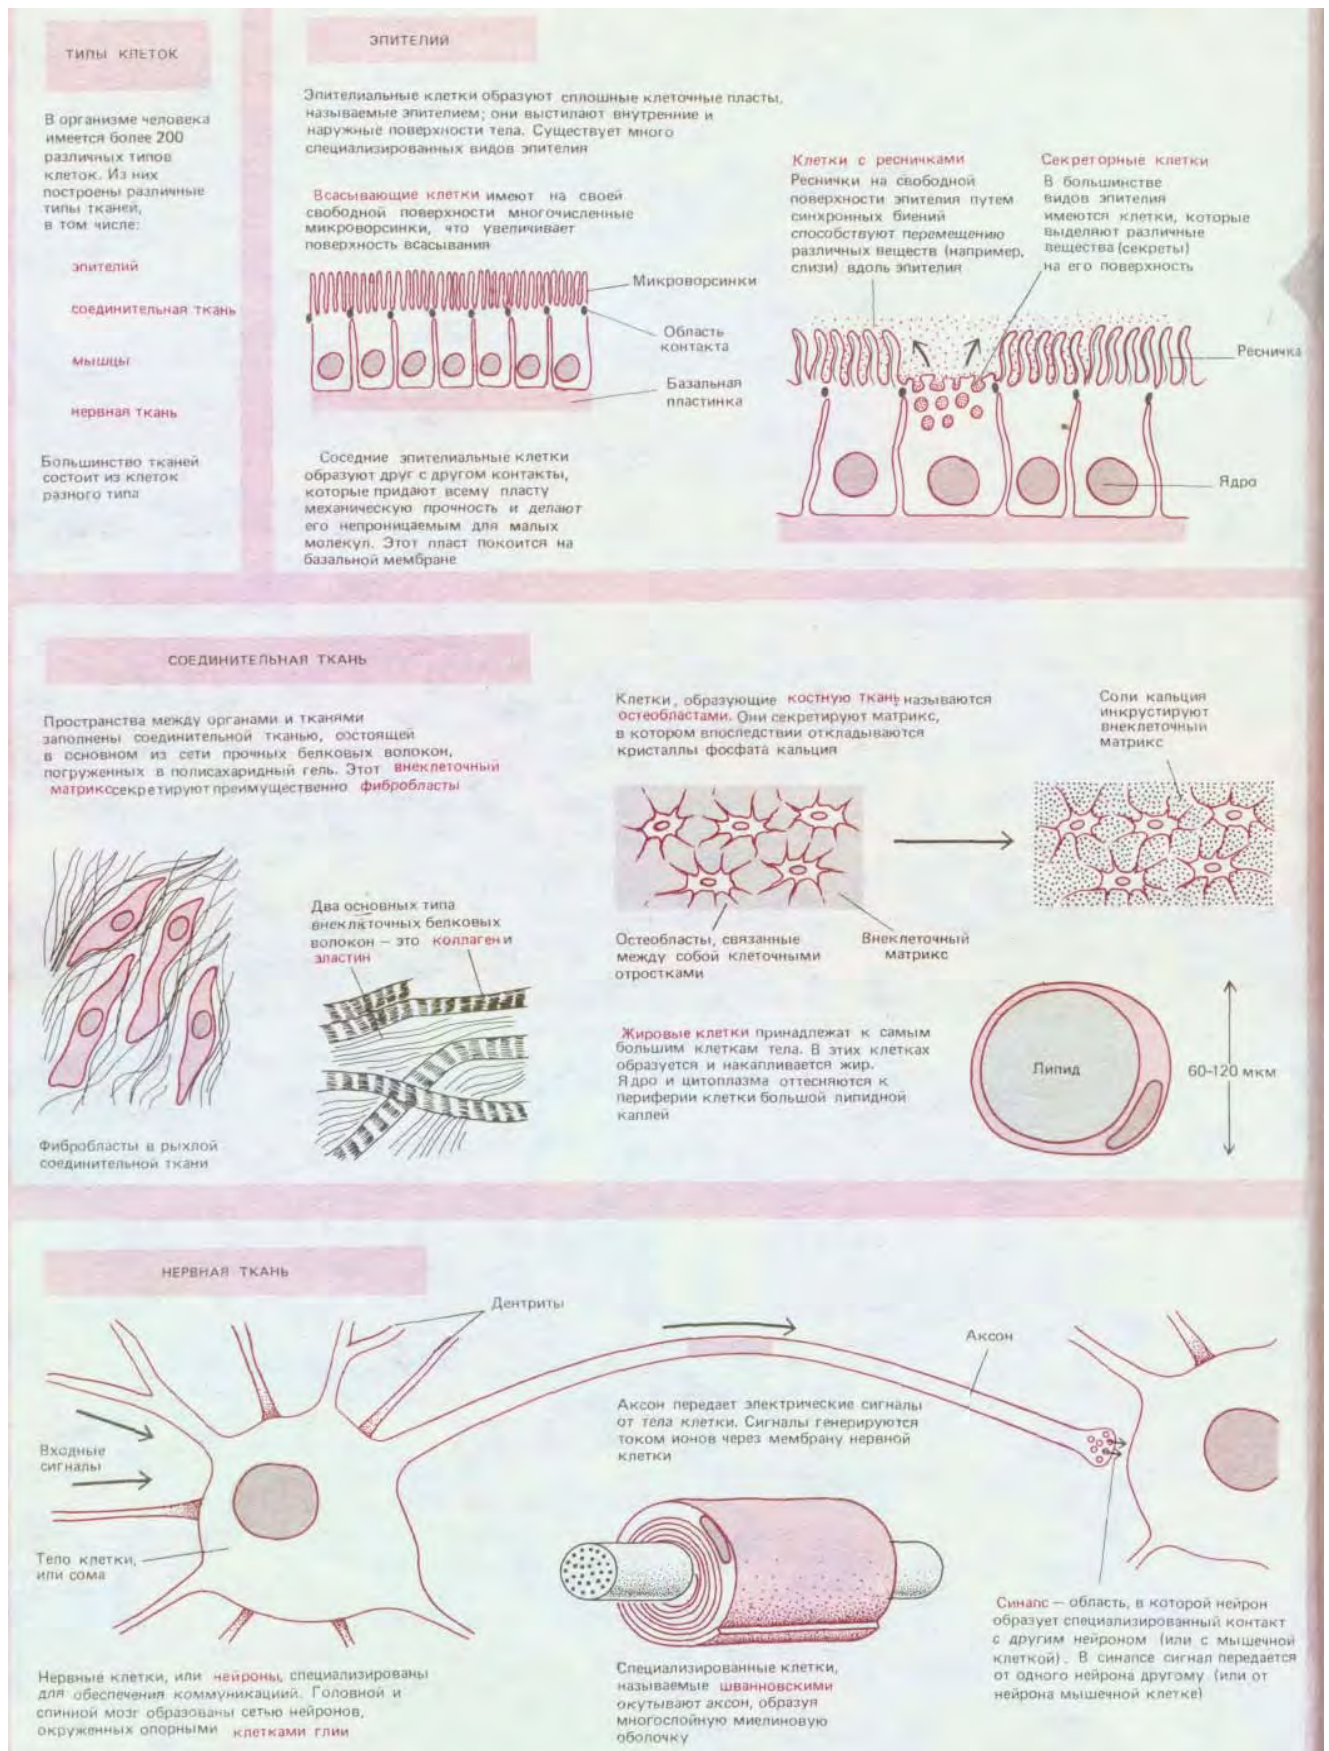 ТИПЫ КЛЕТОК
В организме человека
имеется более 200
различных типов
клеток. Из них
построены различные
типы тканей,
в том числе:
эпителий
соединительная ткань
мышцы
нервная ткань
Большинство тканей
состоит из клеток
разного типа
ЭПИТЕЛИЙ
Эпителиальные клетки образуют сплошные клеточные пласты,
называемые эпителием; они выстилают внутренние и
наружные поверхности тела. Существует много
специализированных видов эпителия
Всасывающие клетки имеют на своей
свободной поверхности многочисленные
микроворсинки, что увеличивает
поверхность всасывания
Микроворсинки
Область
контакта
Базальная
пластинка
Соседние эпителиальные клетки
образуют друг с другом контакты,
которые придают всему пласту
механическую прочность и делают
его непроницаемым для малых
молекул. Этот пласт покоится на
базальной мембране
Клетки с ресничками
Реснички на свободной
поверхности эпителия путем
синхронных биений
способствуют перемещению
различных веществ (например,
слизи) вдоль эпителия
Секреторные клетки
В большинстве
видов эпителия
имеются клетки, которые
выделяют различные
вещества (секреты)
на его поверхность
Ресничка
Ядро
СОЕДИНИТЕЛЬНАЯ ТКАНЬ
Пространства между органами и тканями
заполнены соединительной тканью, состоящей
в основном из сети прочных белковых волокон,
погруженных в полисахаридный гель. Этот внеклеточный
матрикс секретируют преимущественно фибробласты
Фибробласты в рыхлой
соединительной ткани
Два основных типа
внеклеточных белковых
волокон — это коллаген и
эластин
Клетки, образующие костную ткань, называются
остеобластами. Они секретируют матрикс,
в котором впоследствии откладываются
кристаллы фосфата кальция
Соли кальция
инкрустируют
внеклеточный
матрикс
Остеобласты, связанные
между собой клеточными
отростками
Внеклеточный
матрикс
Жировые клетки принадлежат к самым
большим клеткам тела. В этих клетках
образуется и накапливается жир.
Ядро и цитоплазма оттесняются к
периферии клетки большой липидной
каплей
Липид
60-120 мкм
НЕРВНАЯ ТКАНЬ
Дентриты
Аксон
Входные
сигналы
Тело клетки,
или сома
Нервные клетки, или нейроны, специализированы
для обеспечения коммуникациий. Головной и
спинной мозг образованы сетью нейронов,
окруженных опорными клетками глии
Аксон передает электрические сигналы
от тела клетки. Сигналы генерируются
током ионов через мембрану нервной
клетки
Специализированные клетки,
называемые шванновскими
окутывают аксон, образуя
многослойную миелиновую
оболочку
Синапс — область, в которой нейрон
образует специализированный контакт
с другим нейроном (или с мышечной
клеткой). В синапсе сигнал передается
от одного нейрона другому (или от
нейрона мышечной клетке)